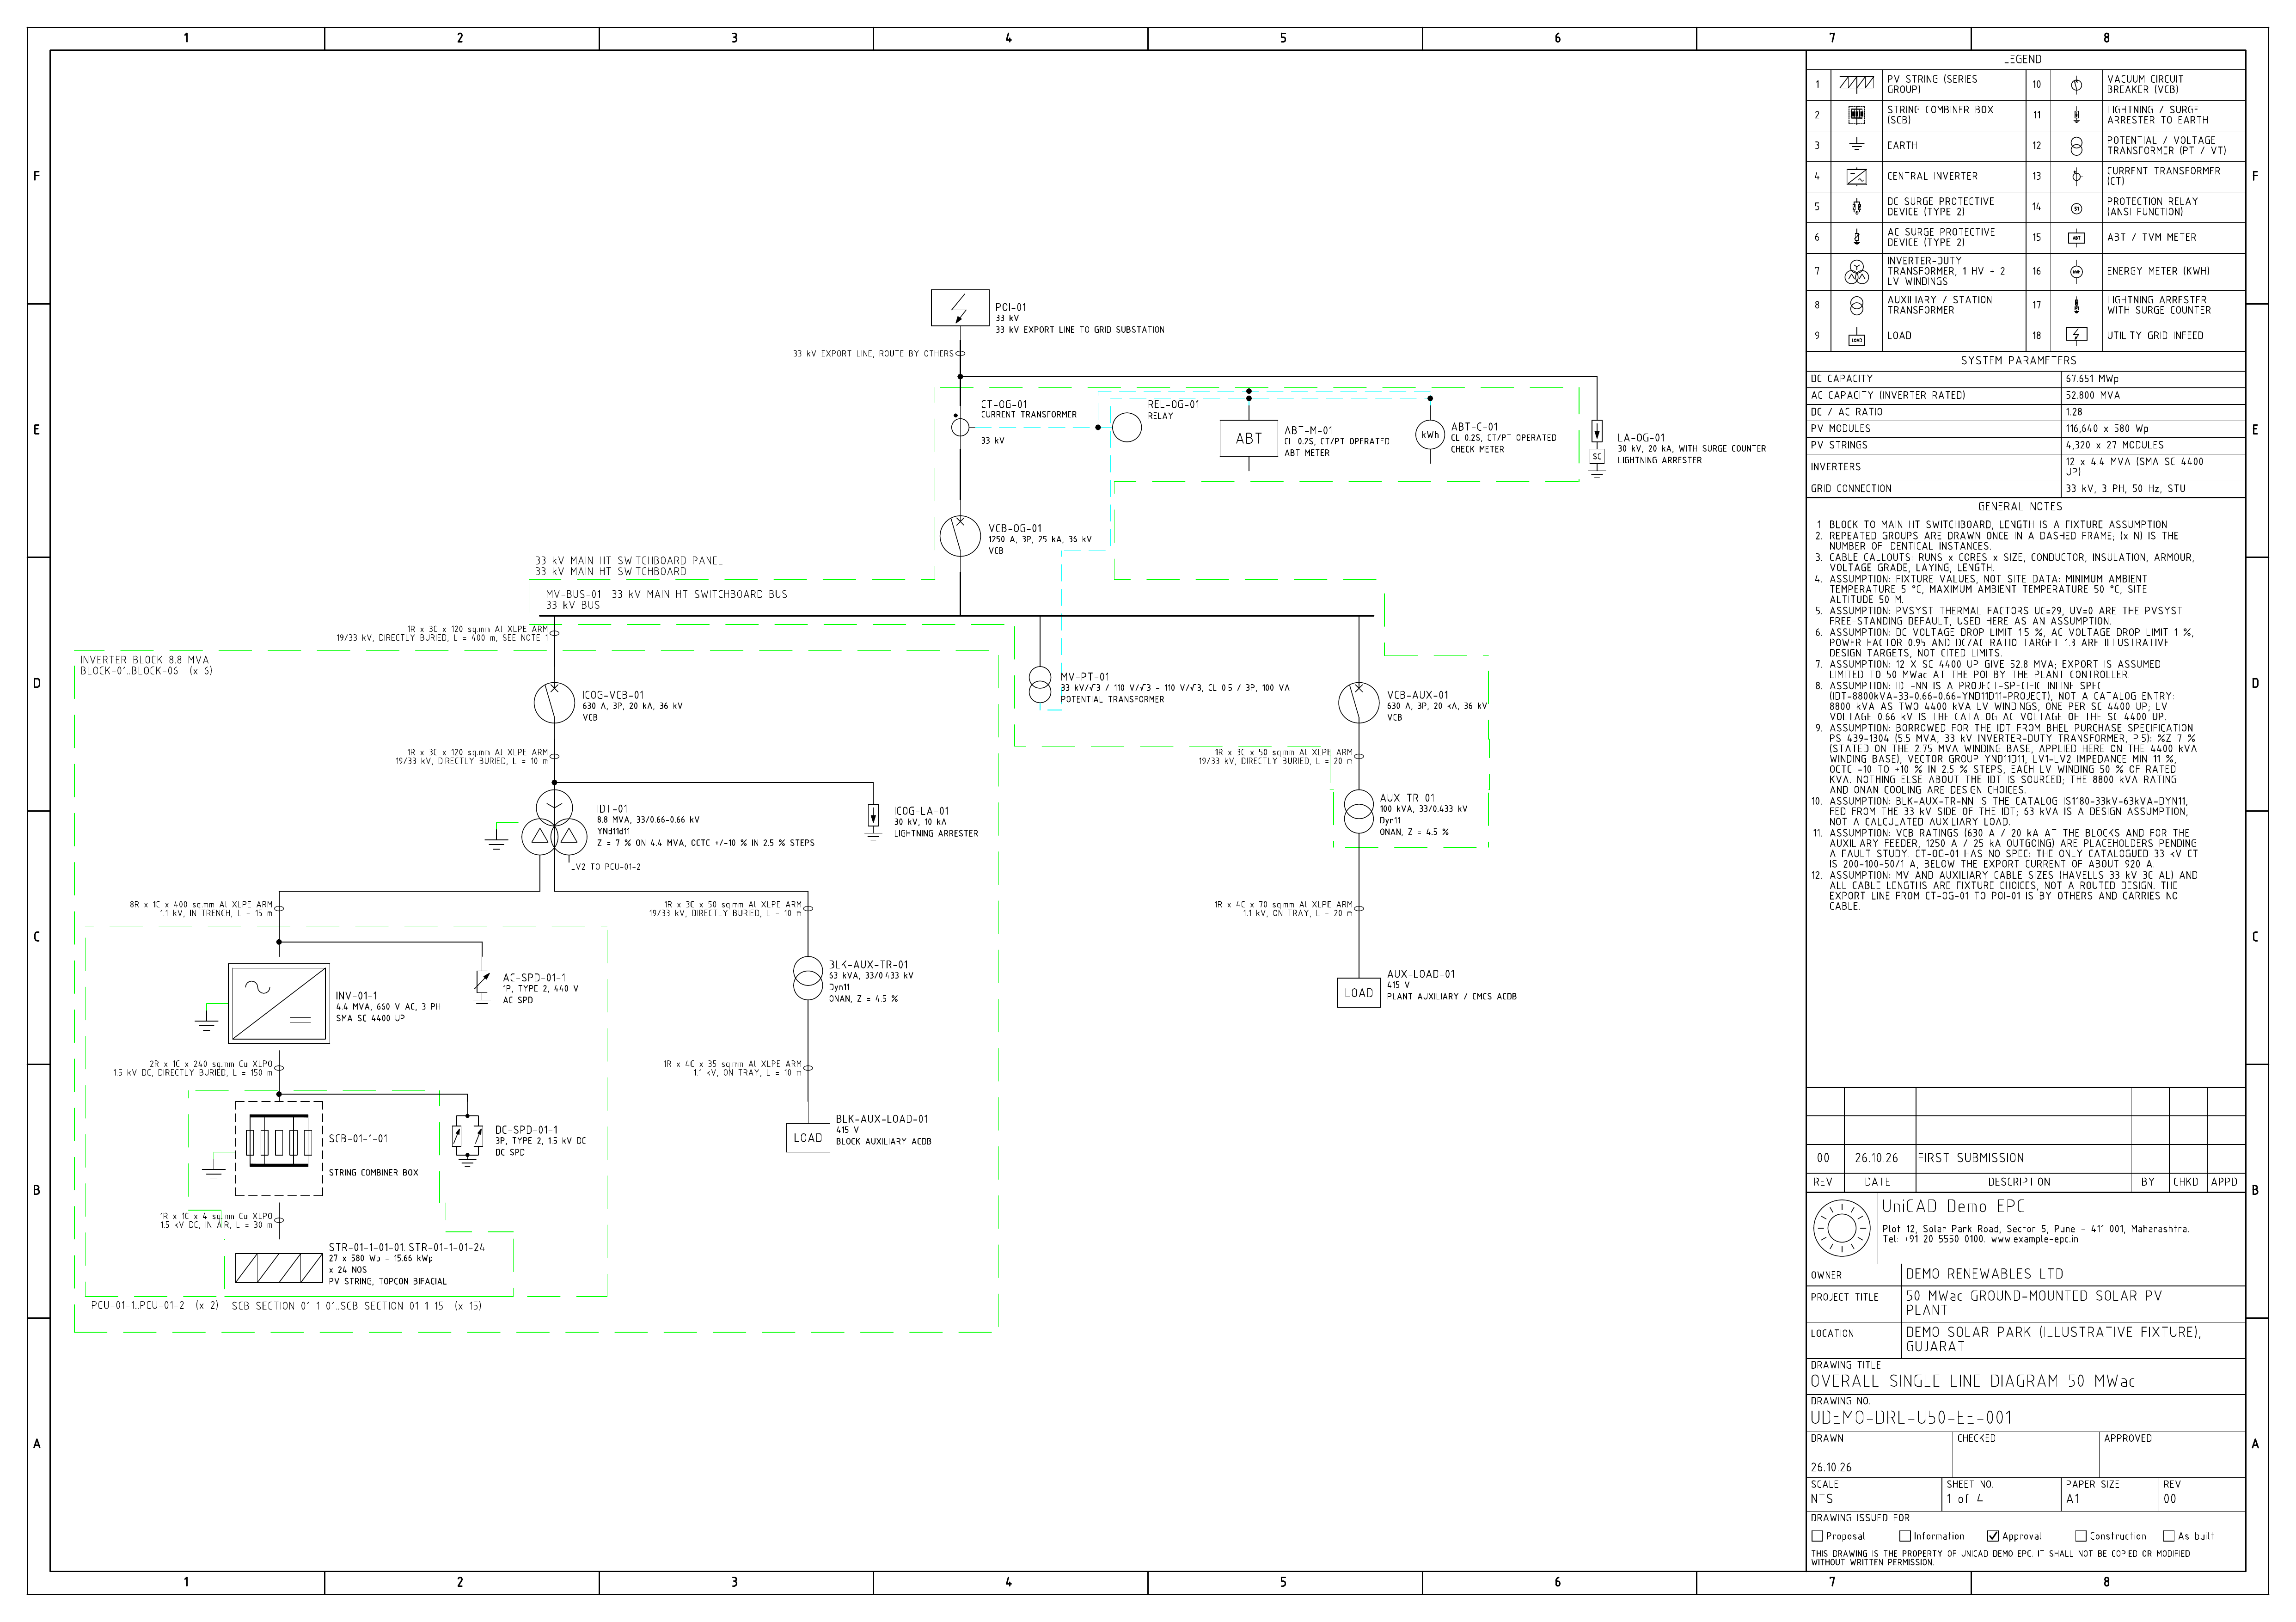 1 2 3 4 5 6 7 8
F
E
D
C
B
A
POI-01
33 kV
33 kV EXPORT LINE TO GRID SUBSTATION
33 kV EXPORT LINE, ROUTE BY OTHERS
CT-OG-01
CURRENT TRANSFORMER
33 kV
REL-OG-01
RELAY
ABT
ABT-M-01
CL 0.2S, CT/PT OPERATED
ABT METER
kWh
ABT-C-01
CL 0.2S, CT/PT OPERATED
CHECK METER
SC
LA-OG-01
30 kV, 20 kA, WITH SURGE COUNTER
LIGHTNING ARRESTER
VCB-OG-01
1250 A, 3P, 25 kA, 36 kV
VCB
33 kV MAIN HT SWITCHBOARD PANEL
33 kV MAIN HT SWITCHBOARD
MV-BUS-01 33 kV MAIN HT SWITCHBOARD BUS
33 kV BUS
1R x 3C x 120 sq.mm Al XLPE ARM
19/33 kV, DIRECTLY BURIED, L = 400 m, SEE NOTE 1
INVERTER BLOCK 8.8 MVA
BLOCK-01..BLOCK-06 (x 6)
ICOG-VCB-01
630 A, 3P, 20 kA, 36 kV
VCB
MV-PT-01
33 kV/√3 / 110 V/√3 - 110 V/√3, CL 0.5 / 3P, 100 VA
POTENTIAL TRANSFORMER
VCB-AUX-01
630 A, 3P, 20 kA, 36 kV
VCB
1R x 3C x 120 sq.mm Al XLPE ARM
19/33 kV, DIRECTLY BURIED, L = 10 m
1R x 3C x 50 sq.mm Al XLPE ARM
19/33 kV, DIRECTLY BURIED, L = 20 m
IDT-01
8.8 MVA, 33/0.66-0.66 kV
YNd11d11
Z = 7 % ON 4.4 MVA, OCTC +/-10 % IN 2.5 % STEPS
LV2 TO PCU-01-2
ICOG-LA-01
30 kV, 10 kA
LIGHTNING ARRESTER
AUX-TR-01
100 kVA, 33/0.433 kV
Dyn11
ONAN, Z = 4.5 %
8R x 1C x 400 sq.mm Al XLPE ARM
1.1 kV, IN TRENCH, L = 15 m
1R x 3C x 50 sq.mm Al XLPE ARM
19/33 kV, DIRECTLY BURIED, L = 10 m
1R x 4C x 70 sq.mm Al XLPE ARM
1.1 kV, ON TRAY, L = 20 m
INV-01-1
4.4 MVA, 660 V AC, 3 PH
SMA SC 4400 UP
AC-SPD-01-1
1P, TYPE 2, 440 V
AC SPD
BLK-AUX-TR-01
63 kVA, 33/0.433 kV
Dyn11
ONAN, Z = 4.5 %
LOAD
AUX-LOAD-01
415 V
PLANT AUXILIARY / CMCS ACDB
2R x 1C x 240 sq.mm Cu XLPO
1.5 kV DC, DIRECTLY BURIED, L = 150 m
1R x 4C x 35 sq.mm Al XLPE ARM
1.1 kV, ON TRAY, L = 10 m
SCB-01-1-01
STRING COMBINER BOX
DC-SPD-01-1
3P, TYPE 2, 1.5 kV DC
DC SPD
LOAD
BLK-AUX-LOAD-01
415 V
BLOCK AUXILIARY ACDB
1R x 1C x 4 sq.mm Cu XLPO
1.5 kV DC, IN AIR, L = 30 m
STR-01-1-01-01..STR-01-1-01-24
27 x 580 Wp = 15.66 kWp
x 24 NOS
PV STRING, TOPCON BIFACIAL
PCU-01-1..PCU-01-2 (x 2) SCB SECTION-01-1-01..SCB SECTION-01-1-15 (x 15)
LEGEND
1 PV STRING (SERIES
GROUP)
10 VACUUM CIRCUIT
BREAKER (VCB)
2 STRING COMBINER BOX
(SCB)
11 LIGHTNING / SURGE
ARRESTER TO EARTH
3 EARTH
12 POTENTIAL / VOLTAGE
TRANSFORMER (PT / VT)
4 CENTRAL INVERTER
13 CURRENT TRANSFORMER
(CT)
5 DC SURGE PROTECTIVE
DEVICE (TYPE 2)
14 51 PROTECTION RELAY
(ANSI FUNCTION)
6 AC SURGE PROTECTIVE
DEVICE (TYPE 2)
15 ABT ABT / TVM METER
7 INVERTER-DUTY
TRANSFORMER, 1 HV + 2
LV WINDINGS
16 kWh ENERGY METER (KWH)
8 AUXILIARY / STATION
TRANSFORMER
17 LIGHTNING ARRESTER
WITH SURGE COUNTER
9 LOAD LOAD
18 UTILITY GRID INFEED
SYSTEM PARAMETERS
DC CAPACITY 67.651 MWp
AC CAPACITY (INVERTER RATED) 52.800 MVA
DC / AC RATIO 1.28
PV MODULES 116,640 x 580 Wp
PV STRINGS 4,320 x 27 MODULES
INVERTERS 12 x 4.4 MVA (SMA SC 4400
UP)
GRID CONNECTION 33 kV, 3 PH, 50 Hz, STU
GENERAL NOTES
1. BLOCK TO MAIN HT SWITCHBOARD; LENGTH IS A FIXTURE ASSUMPTION
2. REPEATED GROUPS ARE DRAWN ONCE IN A DASHED FRAME; (x N) IS THE
NUMBER OF IDENTICAL INSTANCES.
3. CABLE CALLOUTS: RUNS x CORES x SIZE, CONDUCTOR, INSULATION, ARMOUR,
VOLTAGE GRADE, LAYING, LENGTH.
4. ASSUMPTION: FIXTURE VALUES, NOT SITE DATA: MINIMUM AMBIENT
TEMPERATURE 5 °C, MAXIMUM AMBIENT TEMPERATURE 50 °C, SITE
ALTITUDE 50 M.
5. ASSUMPTION: PVSYST THERMAL FACTORS UC=29, UV=0 ARE THE PVSYST
FREE-STANDING DEFAULT, USED HERE AS AN ASSUMPTION.
6. ASSUMPTION: DC VOLTAGE DROP LIMIT 1.5 %, AC VOLTAGE DROP LIMIT 1 %,
POWER FACTOR 0.95 AND DC/AC RATIO TARGET 1.3 ARE ILLUSTRATIVE
DESIGN TARGETS, NOT CITED LIMITS.
7. ASSUMPTION: 12 X SC 4400 UP GIVE 52.8 MVA; EXPORT IS ASSUMED
LIMITED TO 50 MWac AT THE POI BY THE PLANT CONTROLLER.
8. ASSUMPTION: IDT-NN IS A PROJECT-SPECIFIC INLINE SPEC
(IDT-8800kVA-33-0.66-0.66-YND11D11-PROJECT), NOT A CATALOG ENTRY:
8800 kVA AS TWO 4400 kVA LV WINDINGS, ONE PER SC 4400 UP; LV
VOLTAGE 0.66 kV IS THE CATALOG AC VOLTAGE OF THE SC 4400 UP.
9. ASSUMPTION: BORROWED FOR THE IDT FROM BHEL PURCHASE SPECIFICATION
PS 439-1304 (5.5 MVA, 33 kV INVERTER-DUTY TRANSFORMER, P.5): %Z 7 %
(STATED ON THE 2.75 MVA WINDING BASE, APPLIED HERE ON THE 4400 kVA
WINDING BASE), VECTOR GROUP YND11D11, LV1-LV2 IMPEDANCE MIN 11 %,
OCTC -10 TO +10 % IN 2.5 % STEPS, EACH LV WINDING 50 % OF RATED
KVA. NOTHING ELSE ABOUT THE IDT IS SOURCED; THE 8800 kVA RATING
AND ONAN COOLING ARE DESIGN CHOICES.
10. ASSUMPTION: BLK-AUX-TR-NN IS THE CATALOG IS1180-33kV-63kVA-DYN11,
FED FROM THE 33 kV SIDE OF THE IDT; 63 kVA IS A DESIGN ASSUMPTION,
NOT A CALCULATED AUXILIARY LOAD.
11. ASSUMPTION: VCB RATINGS (630 A / 20 kA AT THE BLOCKS AND FOR THE
AUXILIARY FEEDER, 1250 A / 25 kA OUTGOING) ARE PLACEHOLDERS PENDING
A FAULT STUDY. CT-OG-01 HAS NO SPEC: THE ONLY CATALOGUED 33 kV CT
IS 200-100-50/1 A, BELOW THE EXPORT CURRENT OF ABOUT 920 A.
12. ASSUMPTION: MV AND AUXILIARY CABLE SIZES (HAVELLS 33 kV 3C AL) AND
ALL CABLE LENGTHS ARE FIXTURE CHOICES, NOT A ROUTED DESIGN. THE
EXPORT LINE FROM CT-OG-01 TO POI-01 IS BY OTHERS AND CARRIES NO
CABLE.
00 26.10.26 FIRST SUBMISSION
REV DATE DESCRIPTION BY CHKD APPD
UniCAD Demo EPC
Plot 12, Solar Park Road, Sector 5, Pune - 411 001, Maharashtra.
Tel: +91 20 5550 0100. www.example-epc.in
OWNER DEMO RENEWABLES LTD
PROJECT TITLE 50 MWac GROUND-MOUNTED SOLAR PV
PLANT
LOCATION DEMO SOLAR PARK (ILLUSTRATIVE FIXTURE),
GUJARAT
DRAWING TITLE
OVERALL SINGLE LINE DIAGRAM 50 MWac
DRAWING NO.
UDEMO-DRL-U50-EE-001
DRAWN CHECKED APPROVED
26.10.26
SCALE SHEET NO. PAPER SIZE REV
NTS 1 of 4 A1 00
DRAWING ISSUED FOR
Proposal Information Approval Construction As built
THIS DRAWING IS THE PROPERTY OF UNICAD DEMO EPC. IT SHALL NOT BE COPIED OR MODIFIED
WITHOUT WRITTEN PERMISSION.
F
E
D
C
B
A
1 2 3 4 5 6 7 8